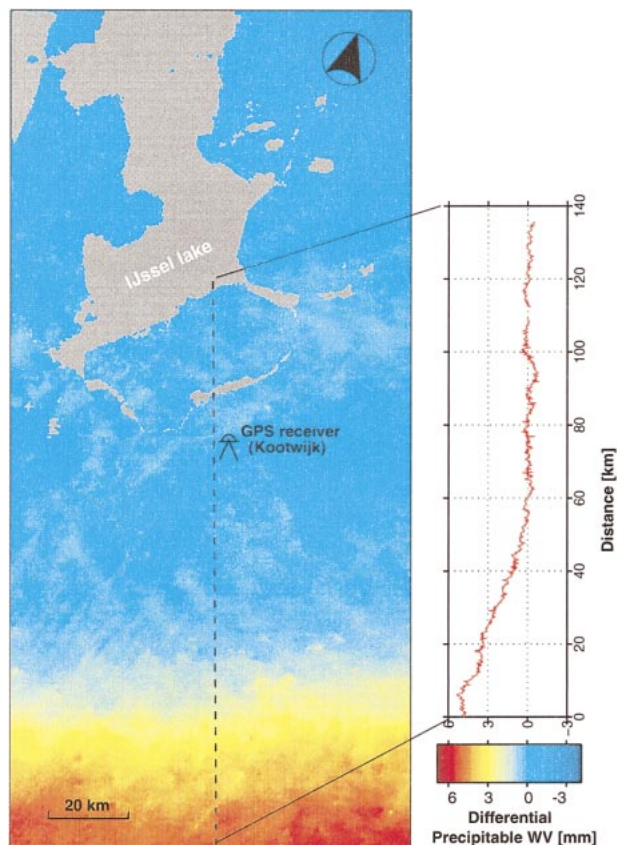 IJssel lake
GPS receiver
(Kootwijk)
20 km
140
120
100
80
60
40
20
0
Distance [km]
6
3
0
-3
6
3
0
-3
Differential
Precipitable WV [mm]